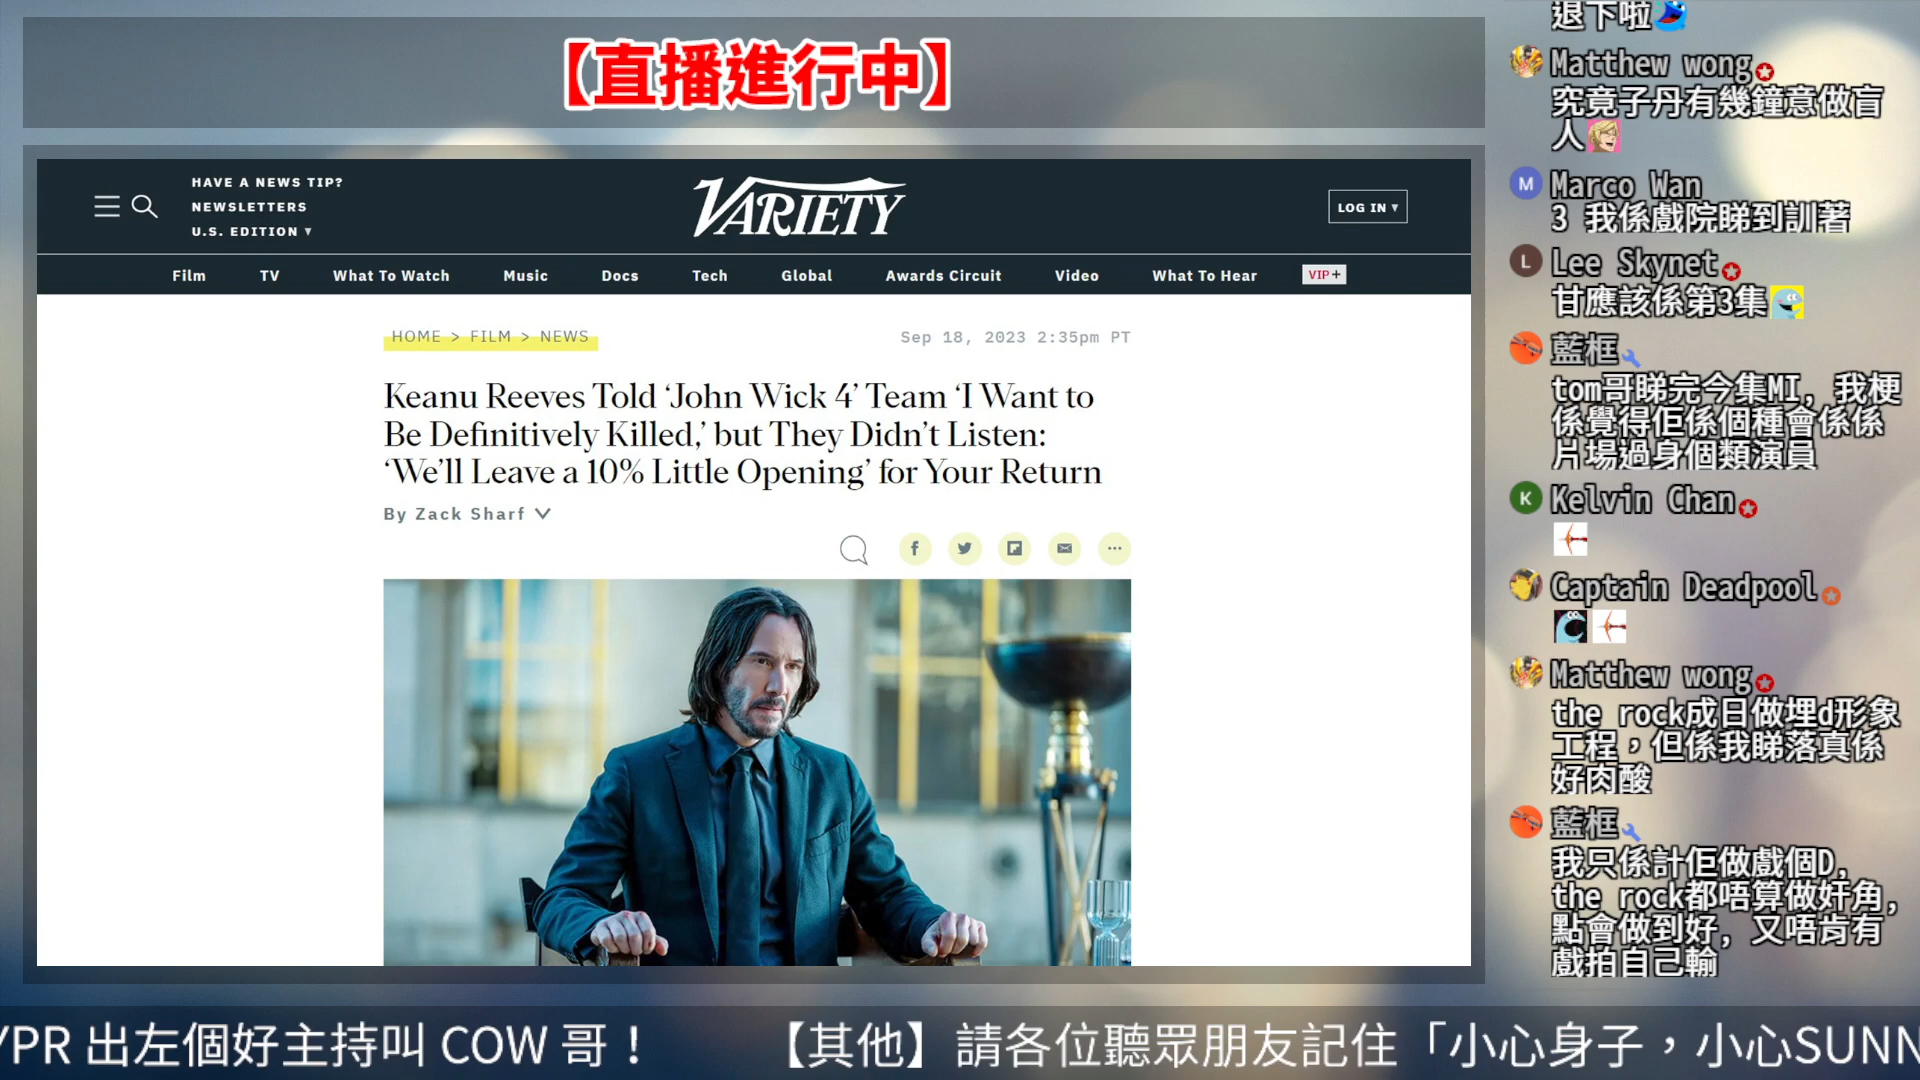 【直播進行中】
HAVE A NEWS TIP?
NEWSLETTERS
U.S. EDITION ▾
VARIETY
LOG IN ▾
Film TV What To Watch Music Docs Tech Global Awards Circuit Video What To Hear VIP+
HOME > FILM > NEWS
Sep 18, 2023 2:35pm PT
Keanu Reeves Told ‘John Wick 4’ Team ‘I Want to
Be Definitively Killed,’ but They Didn’t Listen:
‘We’ll Leave a 10% Little Opening’ for Your Return
By Zack Sharf
退下啦
Matthew wong
究竟子丹有幾鐘意做盲
人
M
Marco Wan
3 我係戲院睇到訓著
L
Lee Skynet
甘應該係第3集
藍框
tom哥睇完今集MI, 我梗
係覺得佢係個種會係係
片場過身個類演員
K
Kelvin Chan
Captain Deadpool
Matthew wong
the rock成日做埋d形象
工程，但係我睇落真係
好肉酸
藍框
我只係計佢做戲個D,
the rock都唔算做奸角,
點會做到好, 又唔肯有
戲拍自己輸
YPR 出左個好主持叫 COW 哥！
【其他】請各位聽眾朋友記住「小心身子，小心SUNN